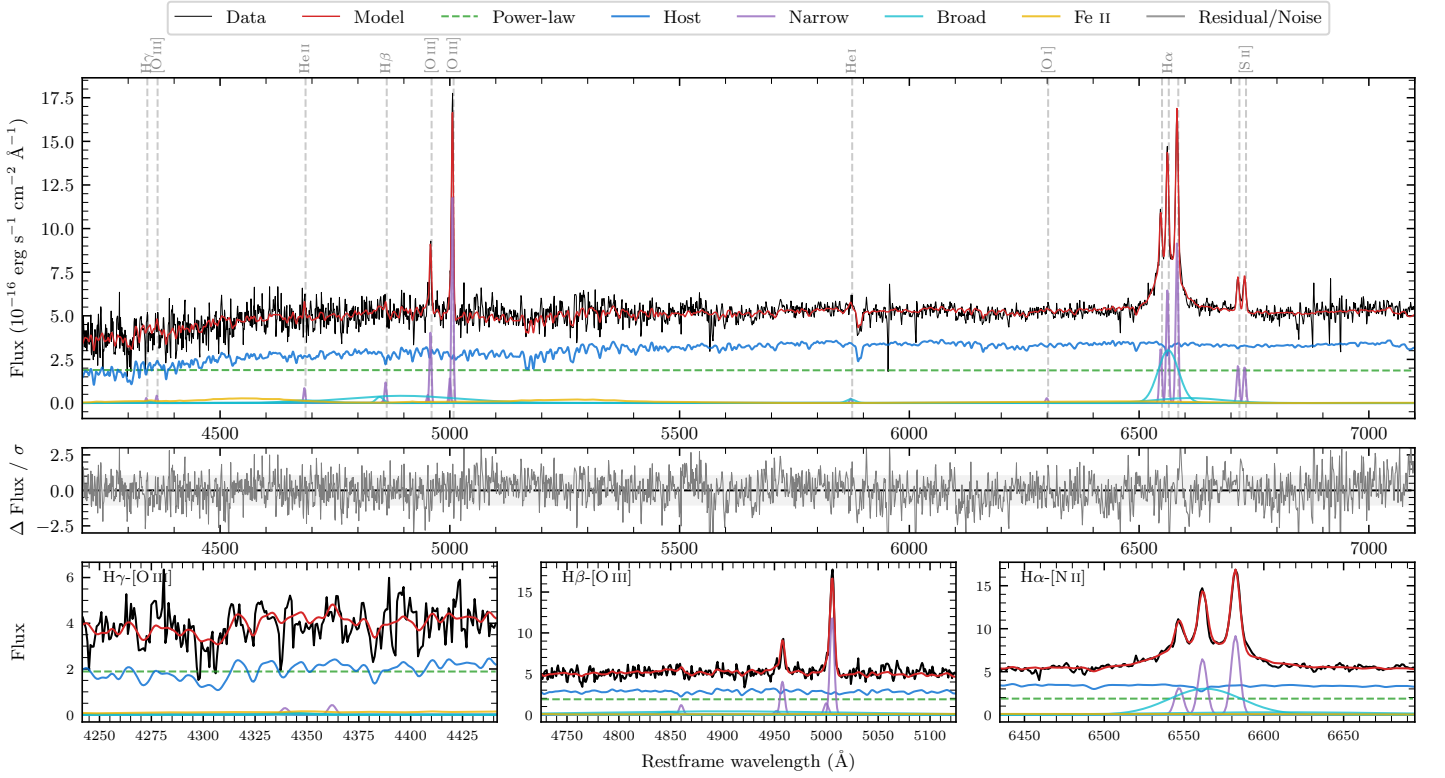 Data Model Power-law Host Narrow Broad Fe II Residual/Noise
Hγ [O III] He II Hβ [O III] [O III] He I [O I] Hα [S II]
Flux (10⁻¹⁶ erg s⁻¹ cm⁻² Å⁻¹)
17.5
15.0
12.5
10.0
7.5
5.0
2.5
0.0
4500 5000 5500 6000 6500 7000
Δ Flux / σ
2.5
0.0
−2.5
4500 5000 5500 6000 6500 7000
Flux
Hγ-[O III]
6
4
2
0
4250 4275 4300 4325 4350 4375 4400 4425
Hβ-[O III]
15
10
5
0
4750 4800 4850 4900 4950 5000 5050 5100
Hα-[N II]
15
10
5
0
6450 6500 6550 6600 6650
Restframe wavelength (Å)